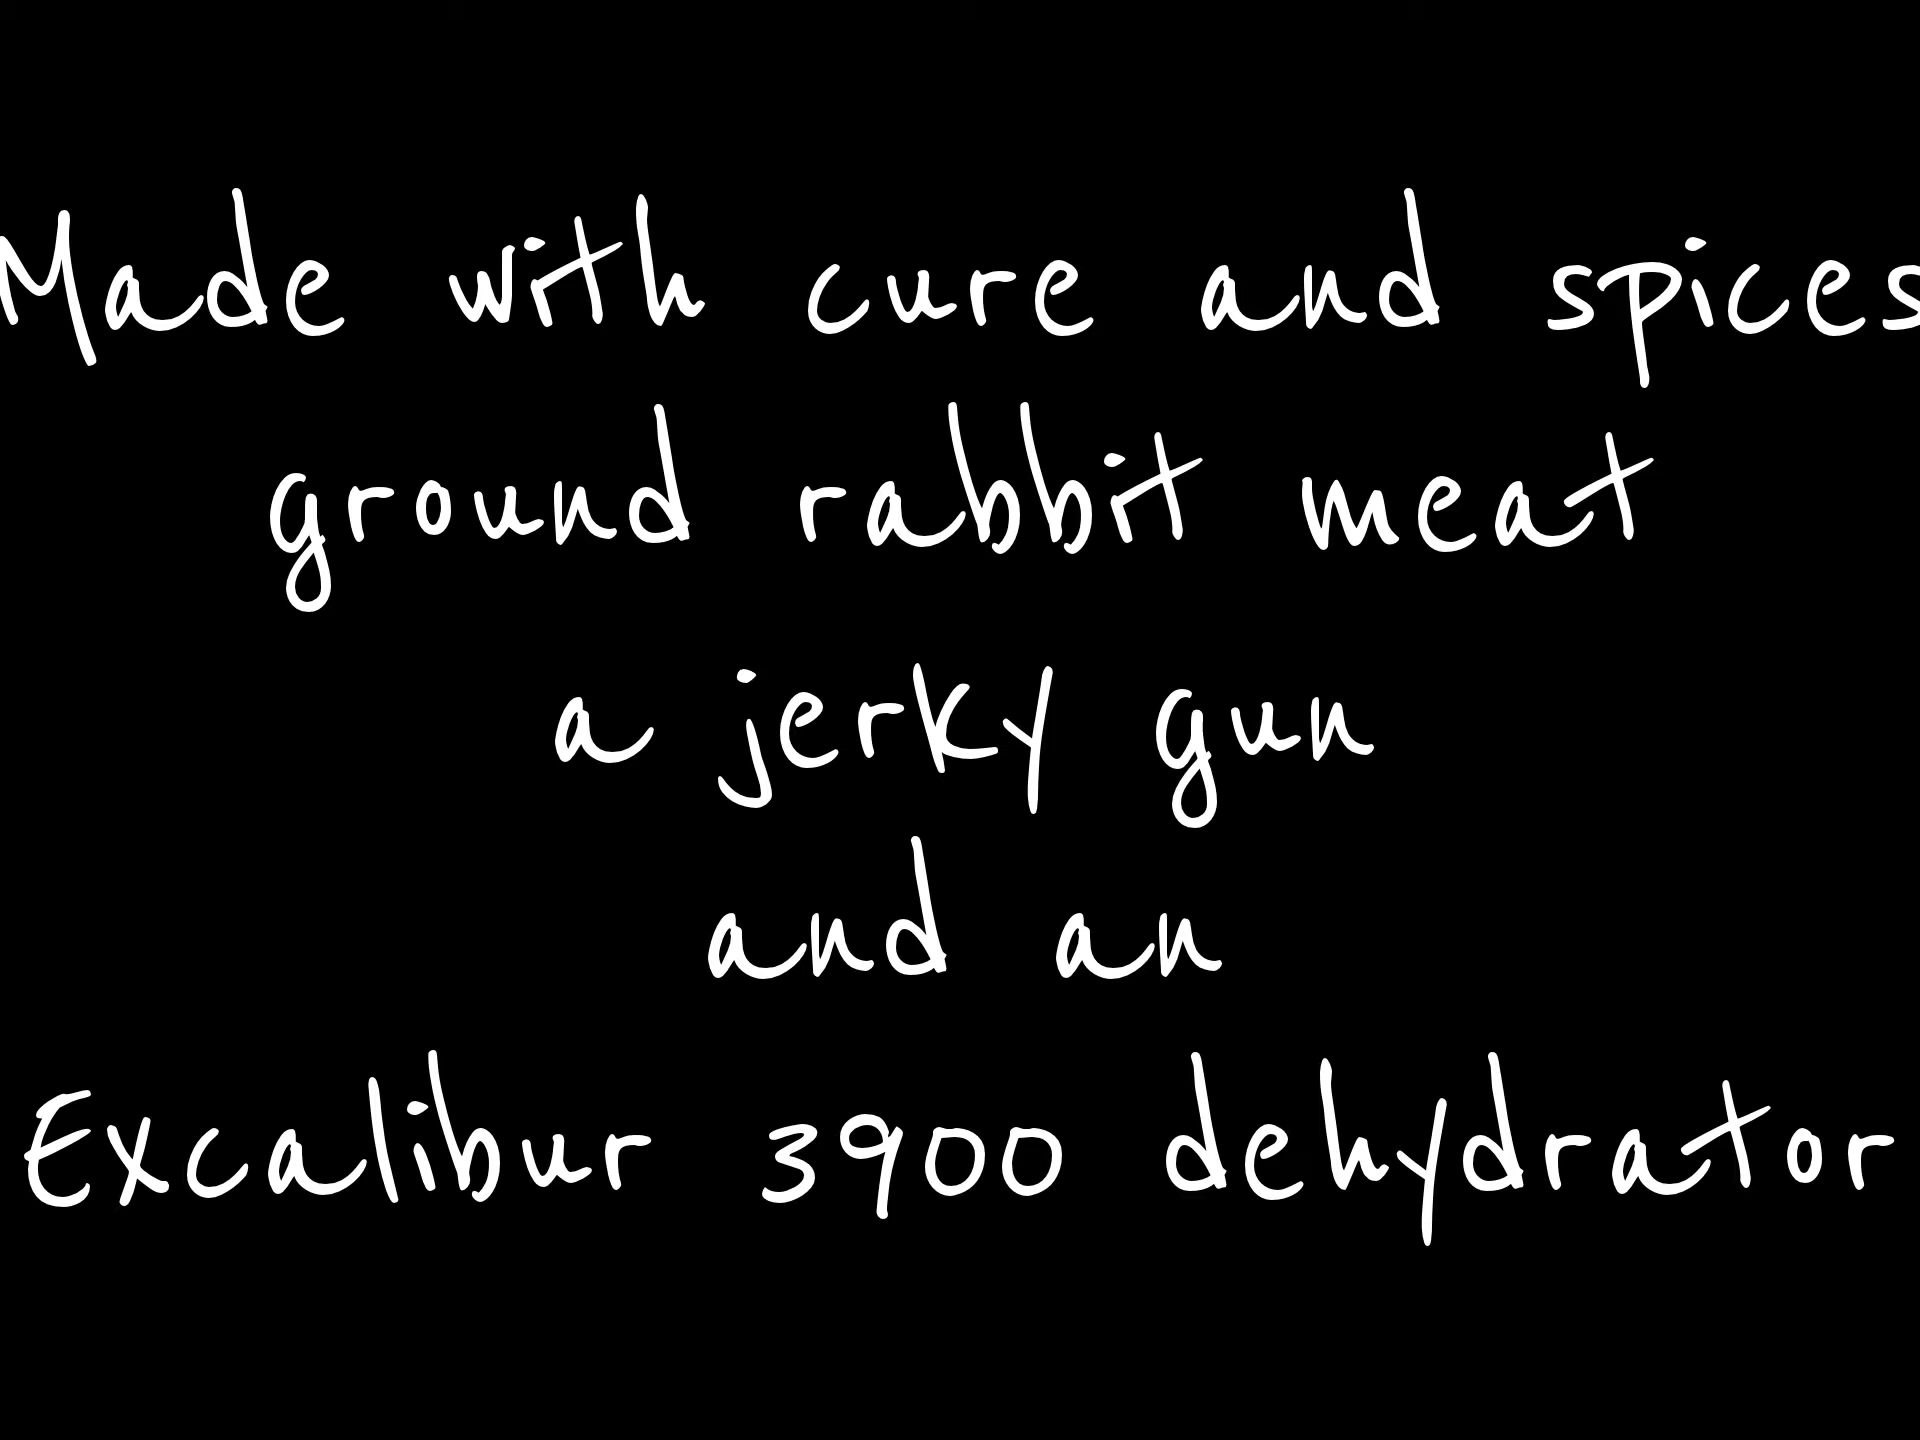 Made with cure and spices
ground rabbit meat
a jerky gun
and an
Excalibur 3900 dehydrator